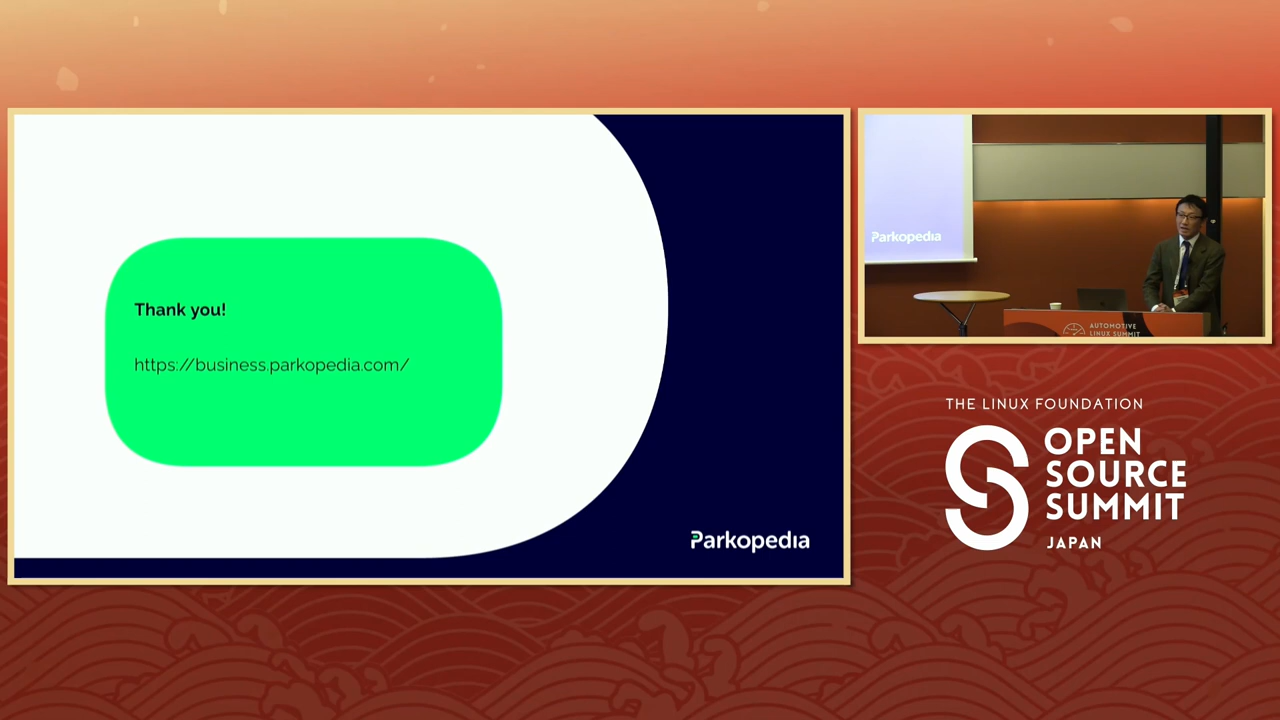 Thank you!
https://business.parkopedia.com/
Parkopedia
Parkopedia
AUTOMOTIVE
LINUX SUMMIT
THE LINUX FOUNDATION
OPEN
SOURCE
SUMMIT
JAPAN